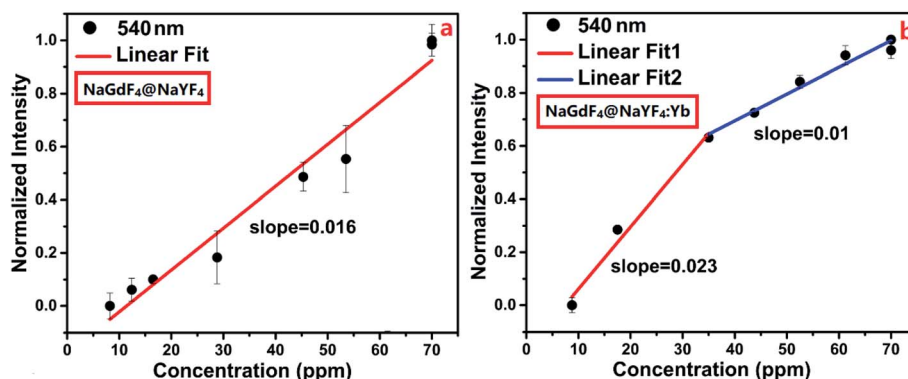 a
540 nm
Linear Fit
NaGdF₄@NaYF₄
slope=0.016
Normalized Intensity
1.0
0.8
0.6
0.4
0.2
0.0
0 10 20 30 40 50 60 70
Concentration (ppm)
b
540 nm
Linear Fit1
Linear Fit2
NaGdF₄@NaYF₄:Yb
slope=0.01
slope=0.023
Normalized Intensity
1.0
0.8
0.6
0.4
0.2
0.0
0 10 20 30 40 50 60 70
Concentration (ppm)